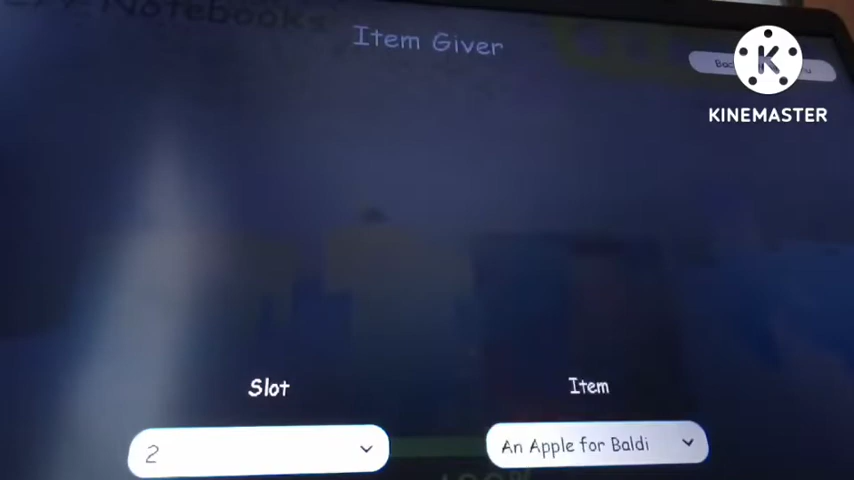 Notebooks
Item Giver
K
KINEMASTER
Slot
Item
2
An Apple for Baldi